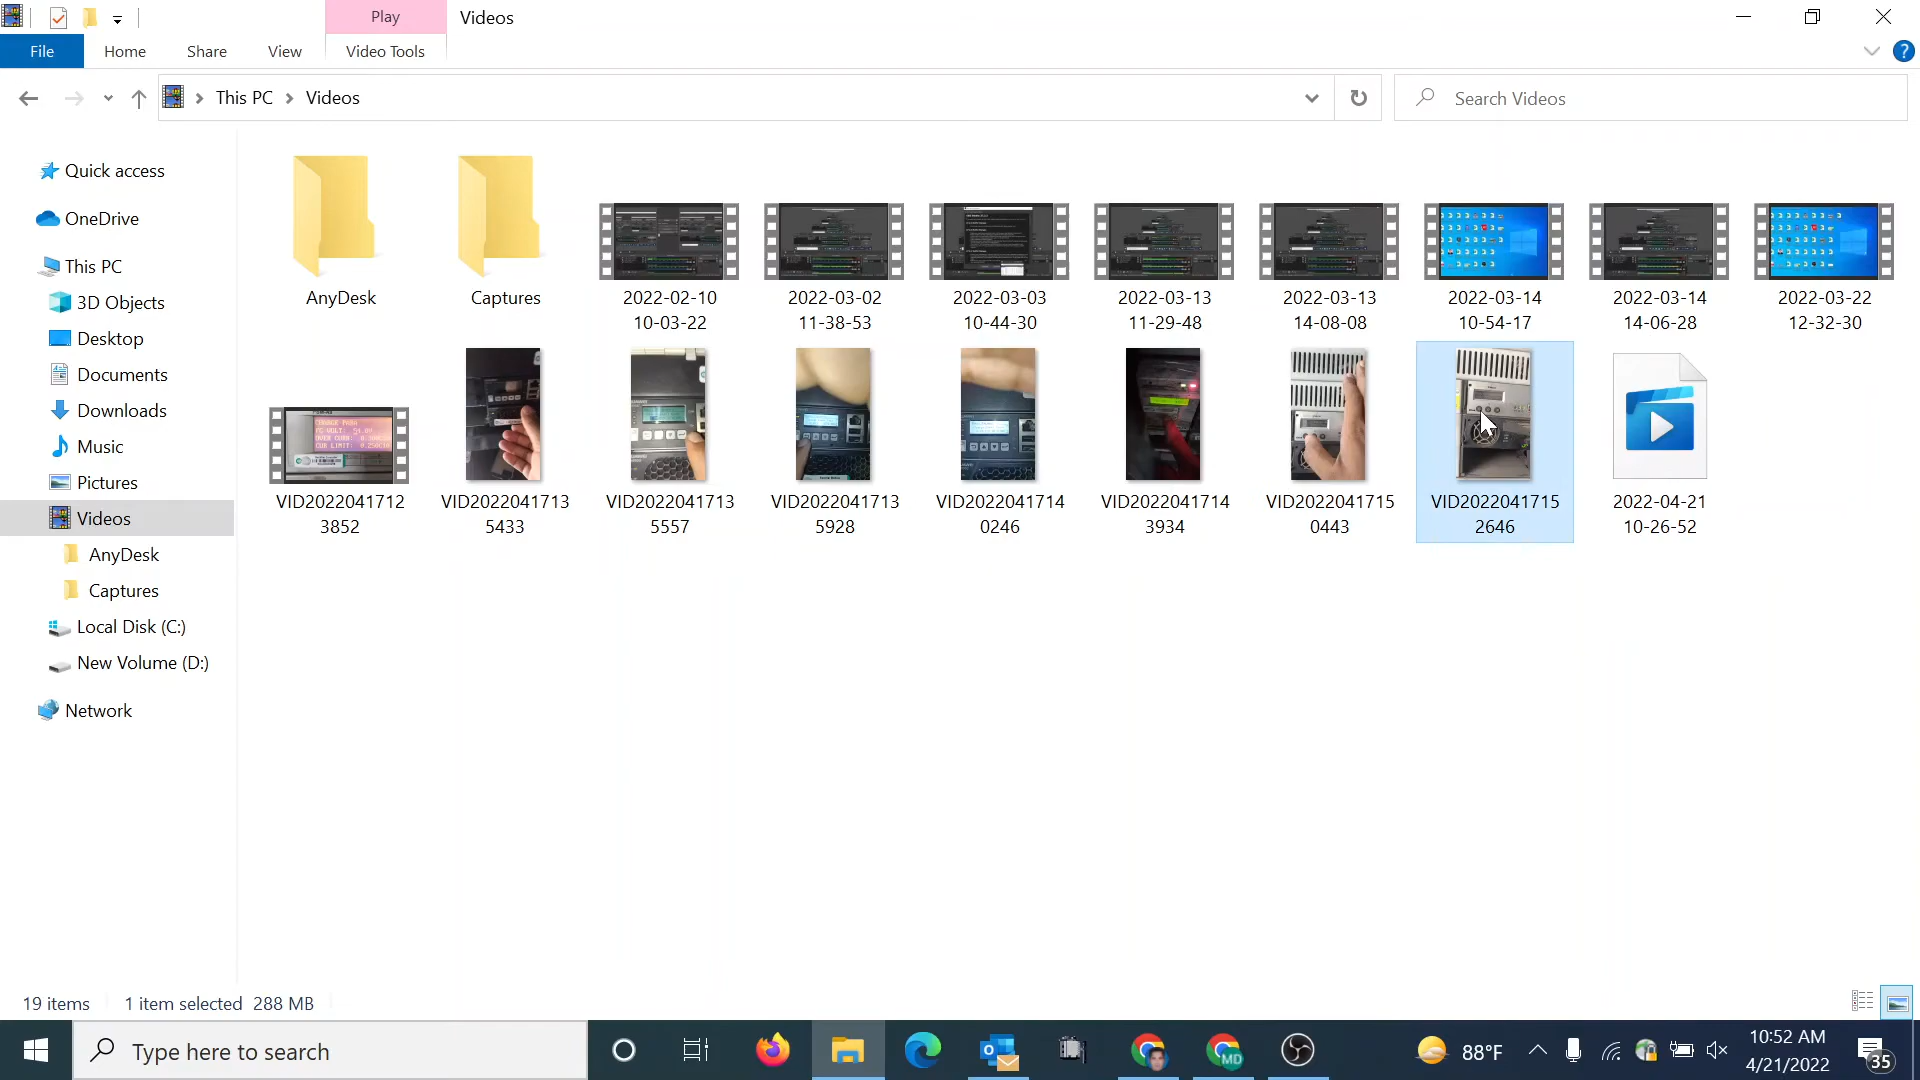 Play
Videos
File
Home
Share
View
Video Tools
This PC
Videos
Search Videos
Quick access
OneDrive
This PC
3D Objects
Desktop
Documents
Downloads
Music
Pictures
Videos
AnyDesk
Captures
Local Disk (C:)
New Volume (D:)
Network
AnyDesk
Captures
2022-02-10
10-03-22
2022-03-02
11-38-53
2022-03-03
10-44-30
2022-03-13
11-29-48
2022-03-13
14-08-08
2022-03-14
10-54-17
2022-03-14
14-06-28
2022-03-22
12-32-30
VID2022041712
3852
VID2022041713
5433
VID2022041713
5557
VID2022041713
5928
VID2022041714
0246
VID2022041714
3934
VID2022041715
0443
VID2022041715
2646
2022-04-21
10-26-52
19 items
1 item selected 288 MB
Type here to search
MD
88°F
10:52 AM
4/21/2022
35